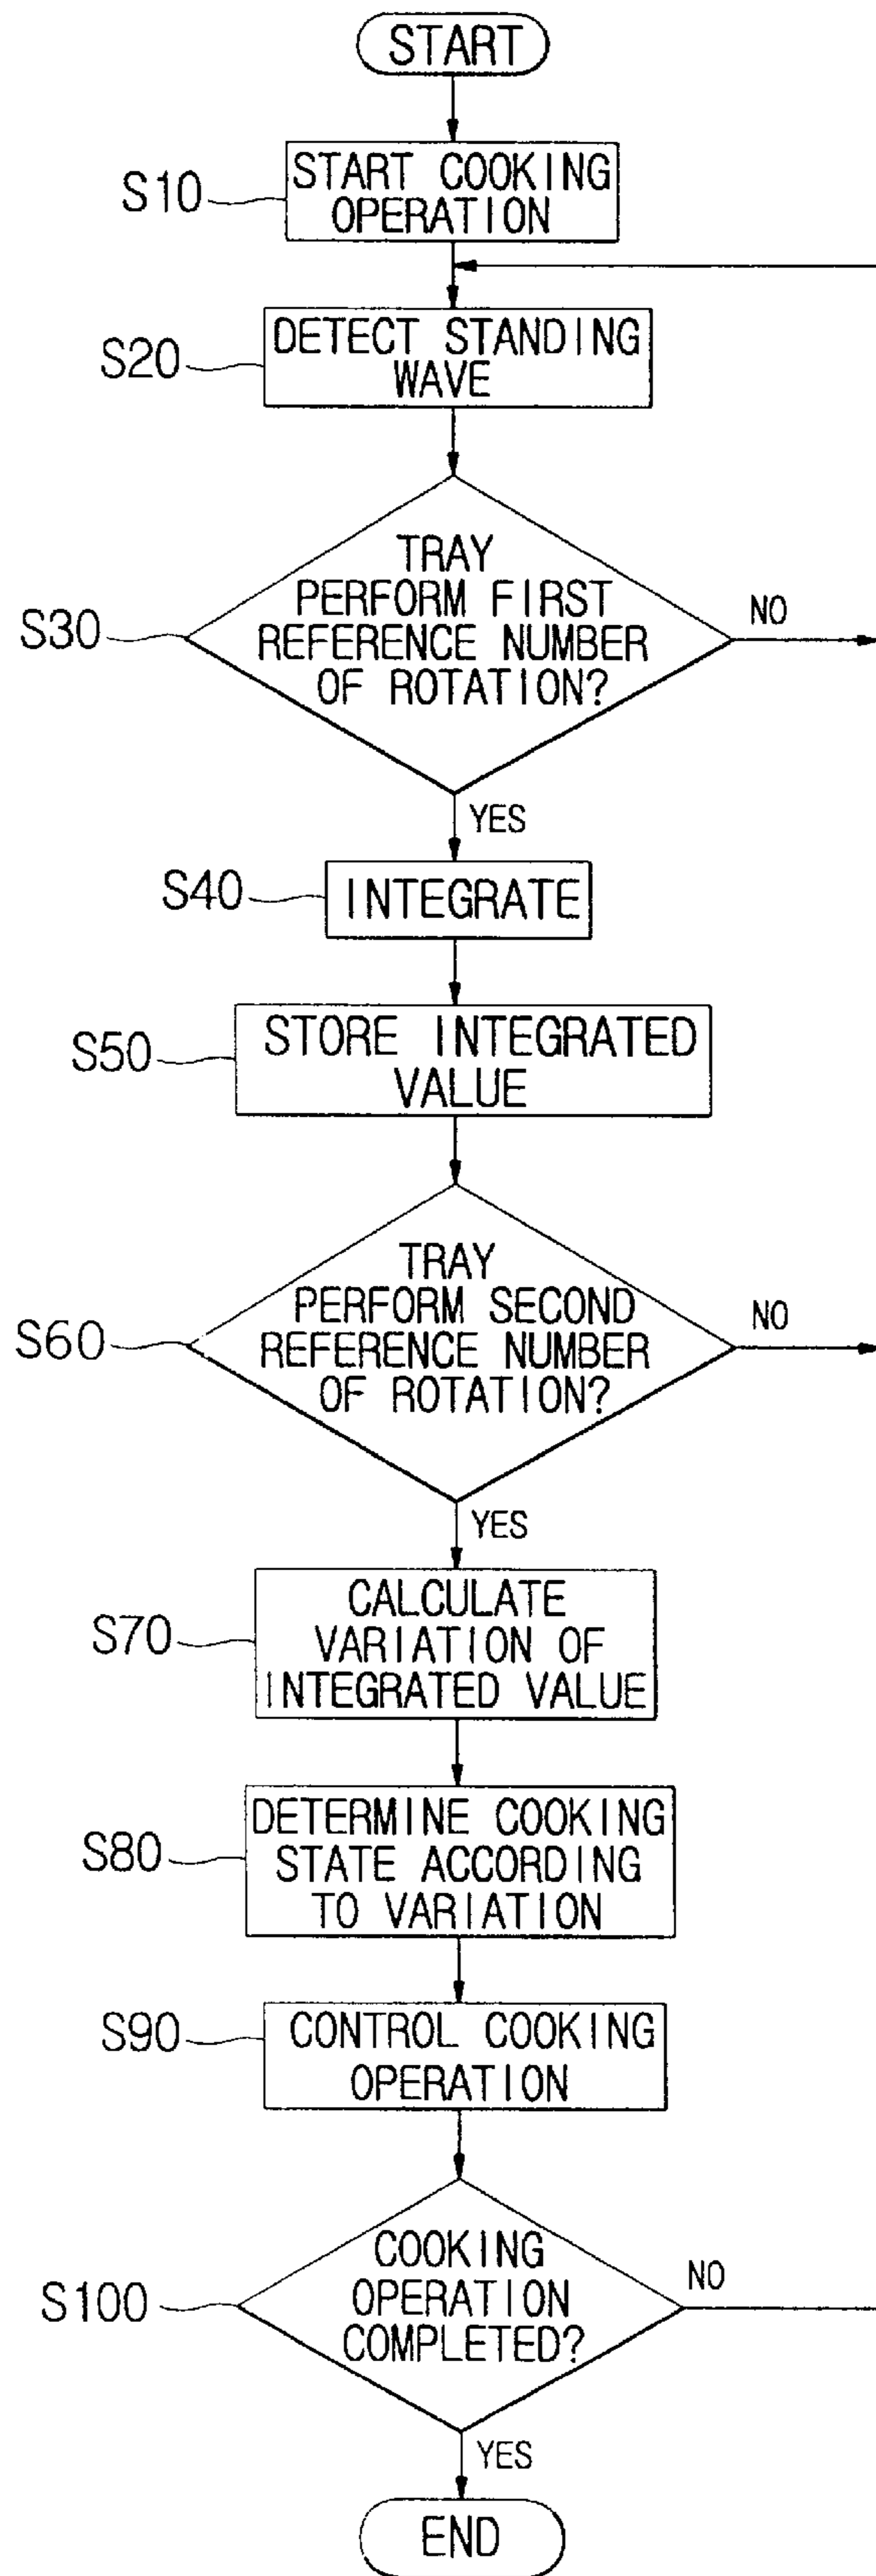 START
S10
START COOKING
OPERATION
S20
DETECT STANDING
WAVE
S30
TRAY
PERFORM FIRST
REFERENCE NUMBER
OF ROTATION?
NO
YES
S40
INTEGRATE
S50
STORE INTEGRATED
VALUE
S60
TRAY
PERFORM SECOND
REFERENCE NUMBER
OF ROTATION?
NO
YES
S70
CALCULATE
VARIATION OF
INTEGRATED VALUE
S80
DETERMINE COOKING
STATE ACCORDING
TO VARIATION
S90
CONTROL COOKING
OPERATION
S100
COOKING
OPERATION
COMPLETED?
NO
YES
END